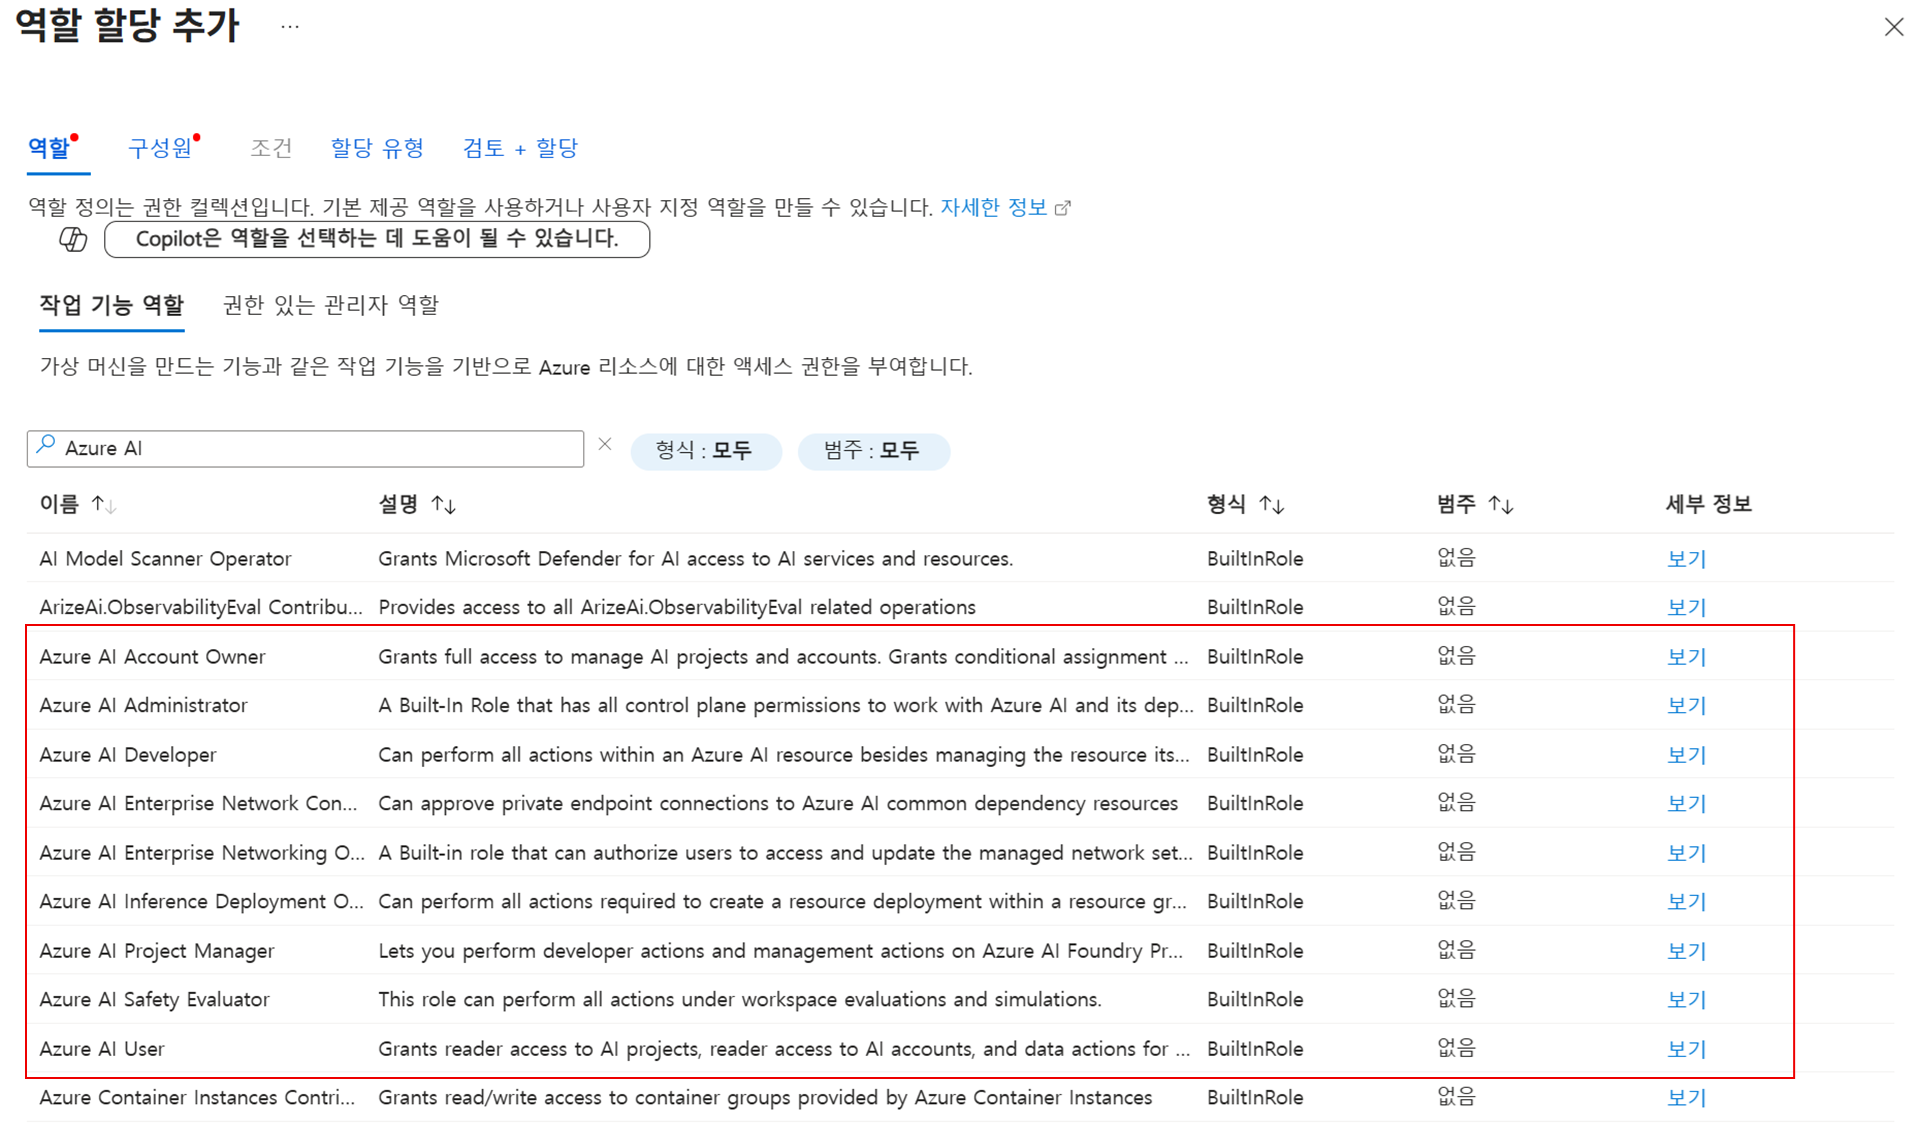 역할 할당 추가 ...
역할 구성원 조건 할당 유형 검토 + 할당
역할 정의는 권한 컬렉션입니다. 기본 제공 역할을 사용하거나 사용자 지정 역할을 만들 수 있습니다. 자세한 정보
Copilot은 역할을 선택하는 데 도움이 될 수 있습니다.
작업 기능 역할 권한 있는 관리자 역할
가상 머신을 만드는 기능과 같은 작업 기능을 기반으로 Azure 리소스에 대한 액세스 권한을 부여합니다.
Azure AI 형식 : 모두 범주 : 모두
이름 ↑↓ 설명 ↑↓ 형식 ↑↓ 범주 ↑↓ 세부 정보
AI Model Scanner Operator Grants Microsoft Defender for AI access to AI services and resources. BuiltInRole 없음 보기
ArizeAi.ObservabilityEval Contribu... Provides access to all ArizeAi.ObservabilityEval related operations BuiltInRole 없음 보기
Azure AI Account Owner Grants full access to manage AI projects and accounts. Grants conditional assignment ... BuiltInRole 없음 보기
Azure AI Administrator A Built-In Role that has all control plane permissions to work with Azure AI and its dep... BuiltInRole 없음 보기
Azure AI Developer Can perform all actions within an Azure AI resource besides managing the resource its... BuiltInRole 없음 보기
Azure AI Enterprise Network Con... Can approve private endpoint connections to Azure AI common dependency resources BuiltInRole 없음 보기
Azure AI Enterprise Networking O... A Built-in role that can authorize users to access and update the managed network set... BuiltInRole 없음 보기
Azure AI Inference Deployment O... Can perform all actions required to create a resource deployment within a resource gr... BuiltInRole 없음 보기
Azure AI Project Manager Lets you perform developer actions and management actions on Azure AI Foundry Pr... BuiltInRole 없음 보기
Azure AI Safety Evaluator This role can perform all actions under workspace evaluations and simulations. BuiltInRole 없음 보기
Azure AI User Grants reader access to AI projects, reader access to AI accounts, and data actions for ... BuiltInRole 없음 보기
Azure Container Instances Contri... Grants read/write access to container groups provided by Azure Container Instances BuiltInRole 없음 보기